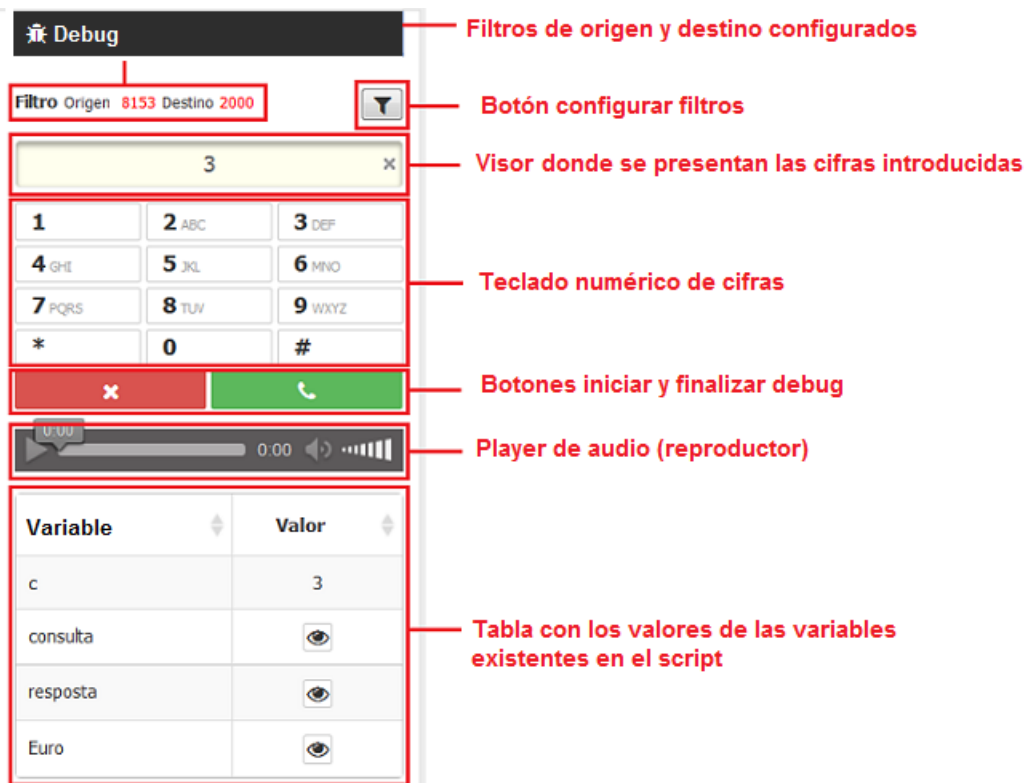 Debug
Filtros de origen y destino configurados
Filtro Origen 8153 Destino 2000
Botón configurar filtros
3 ×
Visor donde se presentan las cifras introducidas
1 2 ABC 3 DEF
4 GHI 5 JKL 6 MNO
7 PQRS 8 TUV 9 WXYZ
* 0 #
Teclado numérico de cifras
Botones iniciar y finalizar debug
0:00
0:00
Player de audio (reproductor)
Variable Valor
c 3
consulta
resposta
Euro
Tabla con los valores de las variables
existentes en el script